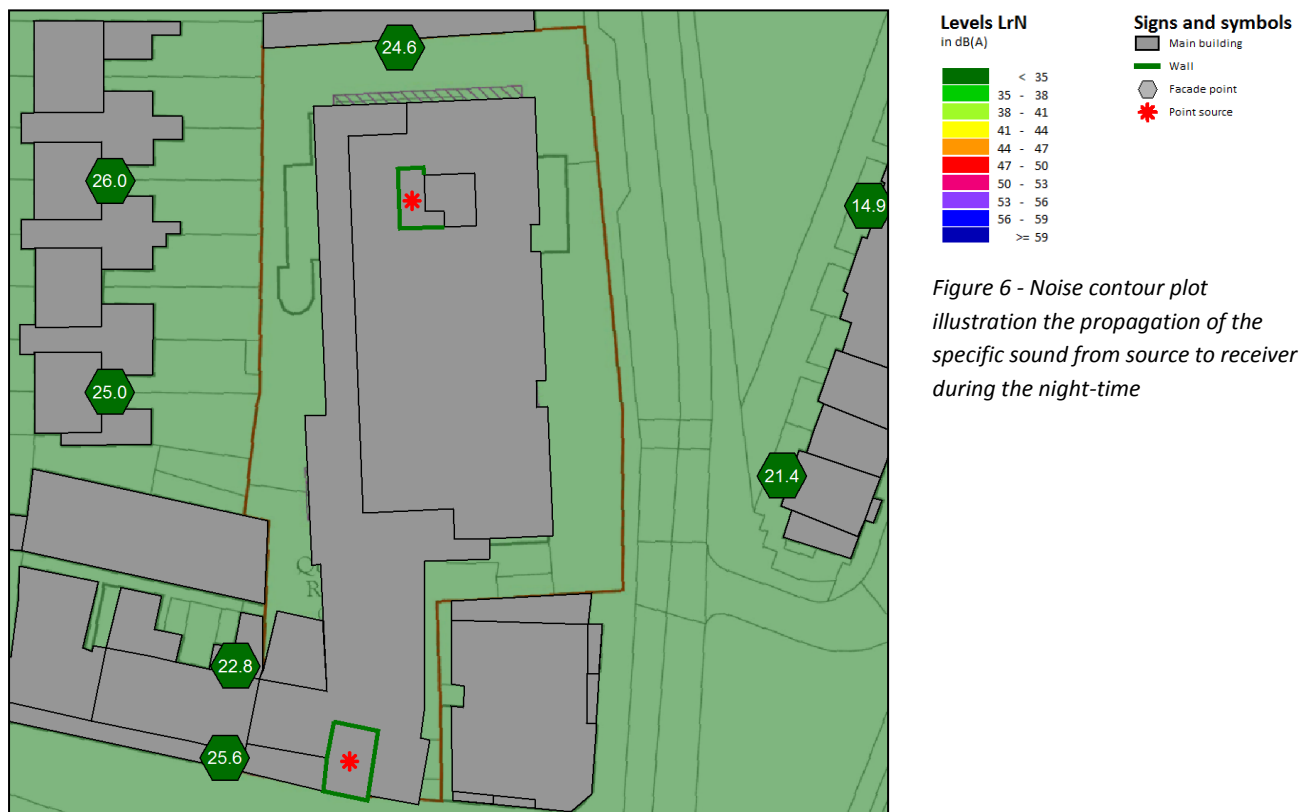 24.6
26.0
14.9
25.0
21.4
22.8
25.6
Levels LrN
in dB(A)
< 35
35 - 38
38 - 41
41 - 44
44 - 47
47 - 50
50 - 53
53 - 56
56 - 59
>= 59
Signs and symbols
Main building
Wall
Facade point
Point source
Figure 6 - Noise contour plot
illustration the propagation of the
specific sound from source to receiver
during the night-time